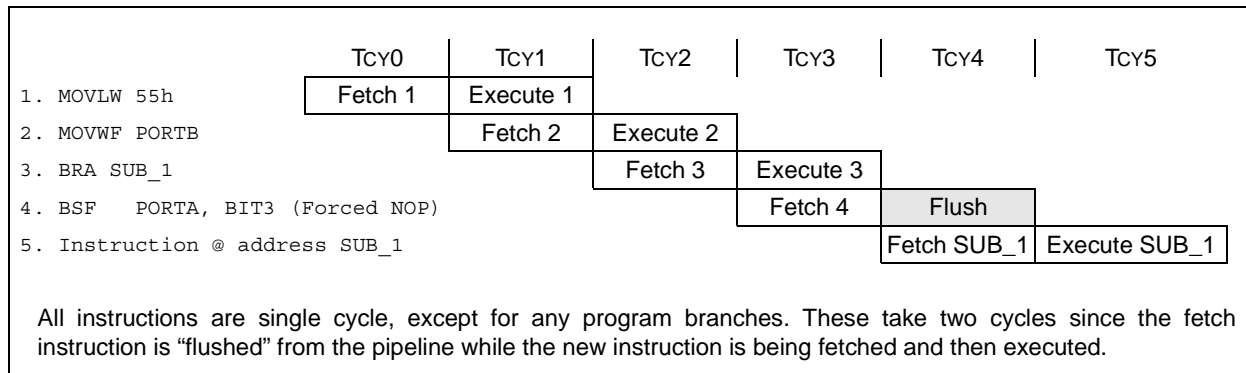 TCY0 TCY1 TCY2 TCY3 TCY4 TCY5
1. MOVLW 55h Fetch 1 Execute 1
2. MOVWF PORTB Fetch 2 Execute 2
3. BRA SUB_1 Fetch 3 Execute 3
4. BSF PORTA, BIT3 (Forced NOP) Fetch 4 Flush
5. Instruction @ address SUB_1 Fetch SUB_1 Execute SUB_1
All instructions are single cycle, except for any program branches. These take two cycles since the fetch
instruction is “flushed” from the pipeline while the new instruction is being fetched and then executed.